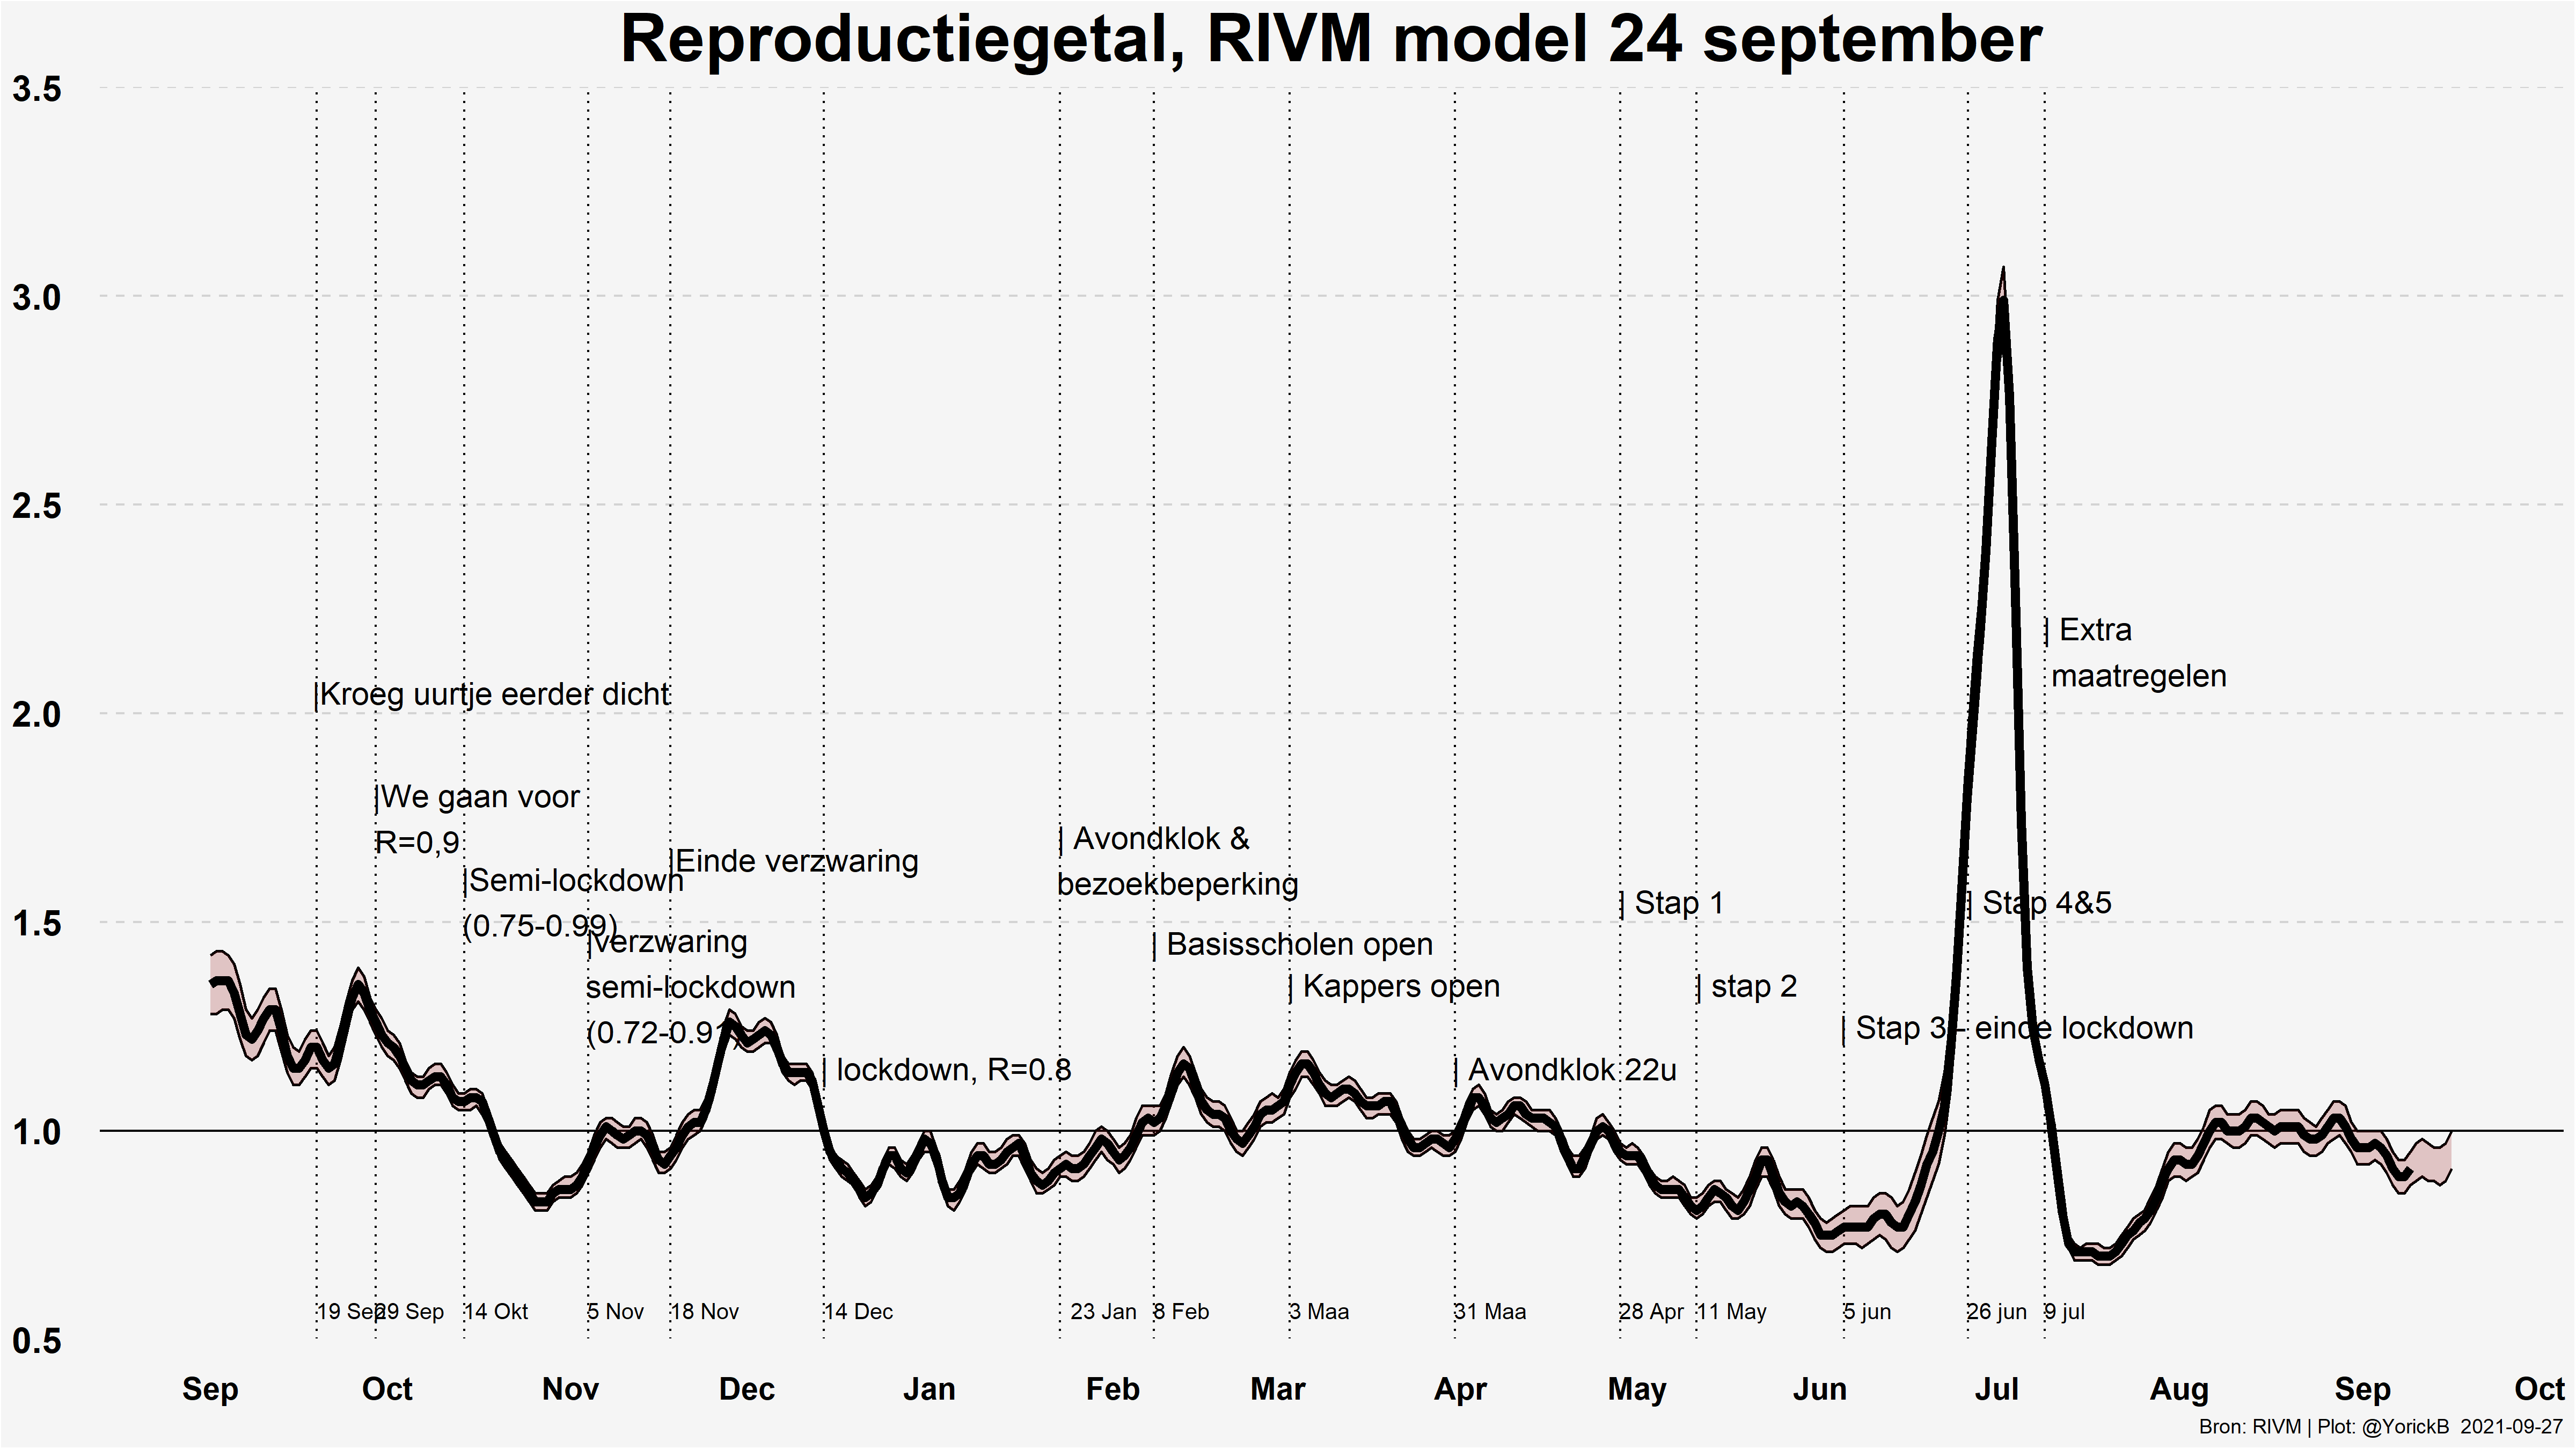 Reproductiegetal, RIVM model 24 september
3.5
3.0
2.5
2.0
1.5
1.0
0.5
|Kroeg uurtje eerder dicht
|We gaan voor
R=0,9
|Semi-lockdown
(0.75-0.99)
|verzwaring
semi-lockdown
(0.72-0.91)
|Einde verzwaring
| lockdown, R=0.8
| Avondklok &
bezoekbeperking
| Basisscholen open
| Kappers open
| Avondklok 22u
| Stap 1
| stap 2
| Stap 3 - einde lockdown
| Stap 4&5
| Extra
maatregelen
19 Sep
29 Sep
14 Okt
5 Nov
18 Nov
14 Dec
23 Jan
8 Feb
3 Maa
31 Maa
28 Apr
11 May
5 jun
26 jun
9 jul
Sep Oct Nov Dec Jan Feb Mar Apr May Jun Jul Aug Sep Oct
Bron: RIVM | Plot: @YorickB 2021-09-27